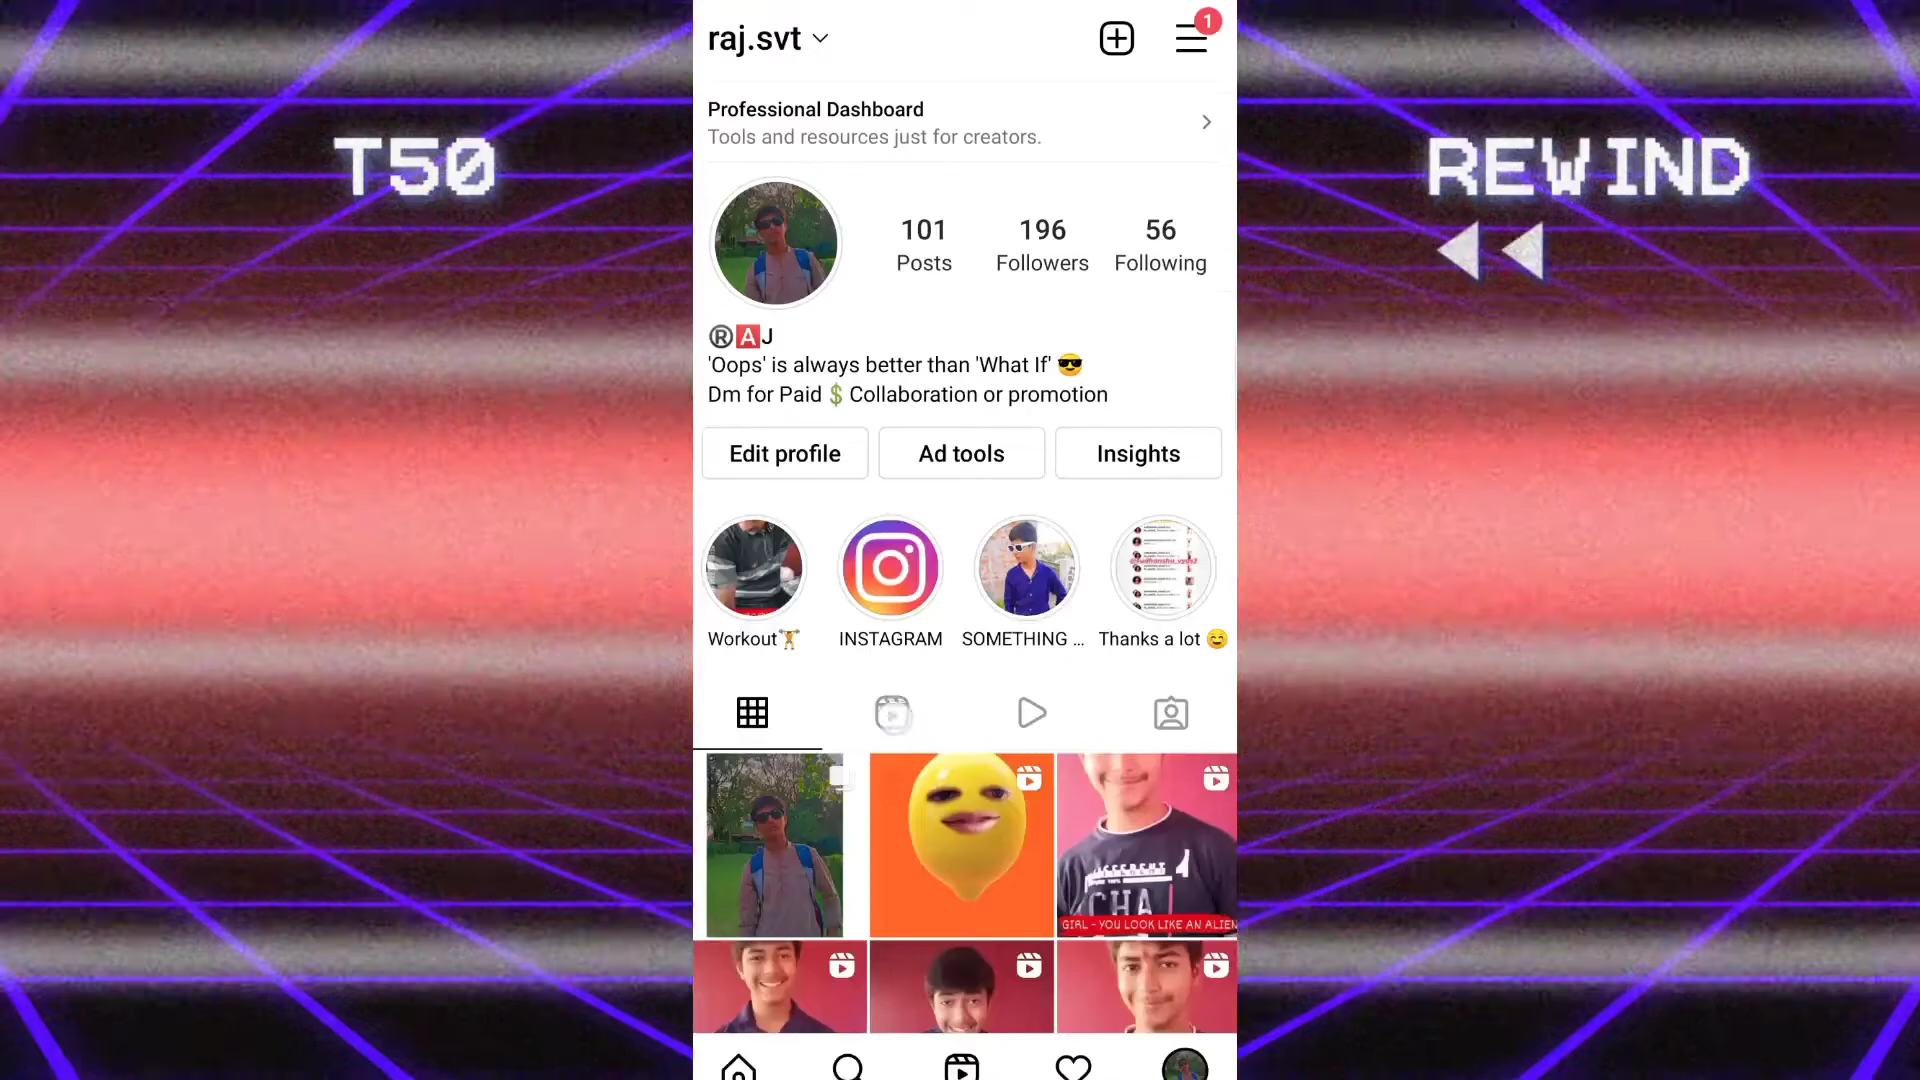 T50
REWIND
raj.svt
1
Professional Dashboard
Tools and resources just for creators.
101
Posts
196
Followers
56
Following
®🅰J
'Oops' is always better than 'What If' 😎
Dm for Paid 💲Collaboration or promotion
Edit profile
Ad tools
Insights
Workout🏋
INSTAGRAM
SOMETHING ...
Thanks a lot 😊
CHA
GIRL - YOU LOOK LIKE AN ALIEN